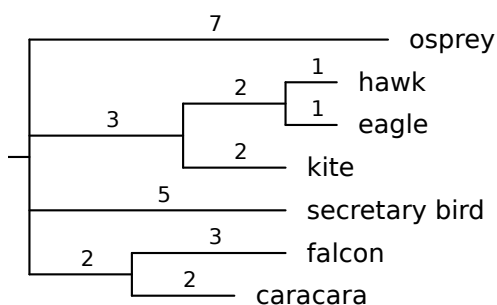 7
osprey
1
hawk
2
1
eagle
3
2
kite
5
secretary bird
3
falcon
2
2
caracara